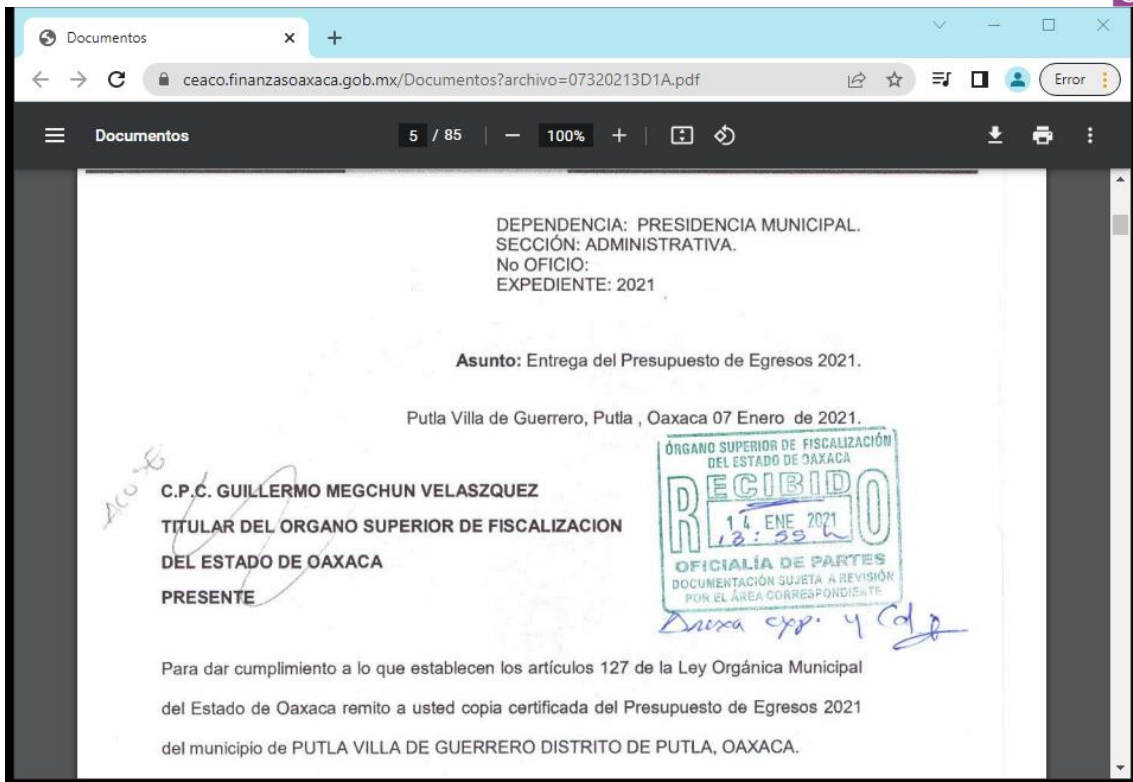 Documentos
ceaco.finanzasoaxaca.gob.mx/Documentos?archivo=07320213D1A.pdf
Error
Documentos
5 / 85
100%
DEPENDENCIA: PRESIDENCIA MUNICIPAL.
SECCIÓN: ADMINISTRATIVA.
No OFICIO:
EXPEDIENTE: 2021
Asunto: Entrega del Presupuesto de Egresos 2021.
Putla Villa de Guerrero, Putla , Oaxaca 07 Enero de 2021.
ÓRGANO SUPERIOR DE FISCALIZACIÓN
DEL ESTADO DE OAXACA
RECIBIDO
14 ENE 2021
13:55 h
OFICIALÍA DE PARTES
DOCUMENTACIÓN SUJETA A REVISIÓN
POR EL ÁREA CORRESPONDIENTE
Anexa exp. y
C.P.C. GUILLERMO MEGCHUN VELASZQUEZ
TITULAR DEL ORGANO SUPERIOR DE FISCALIZACION
DEL ESTADO DE OAXACA
PRESENTE
Para dar cumplimiento a lo que establecen los artículos 127 de la Ley Orgánica Municipal
del Estado de Oaxaca remito a usted copia certificada del Presupuesto de Egresos 2021
del municipio de PUTLA VILLA DE GUERRERO DISTRITO DE PUTLA, OAXACA.